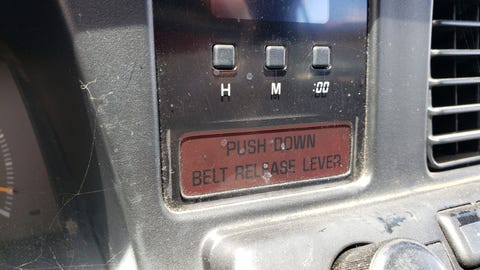 H M :00
PUSH DOWN
BELT RELEASE LEVER